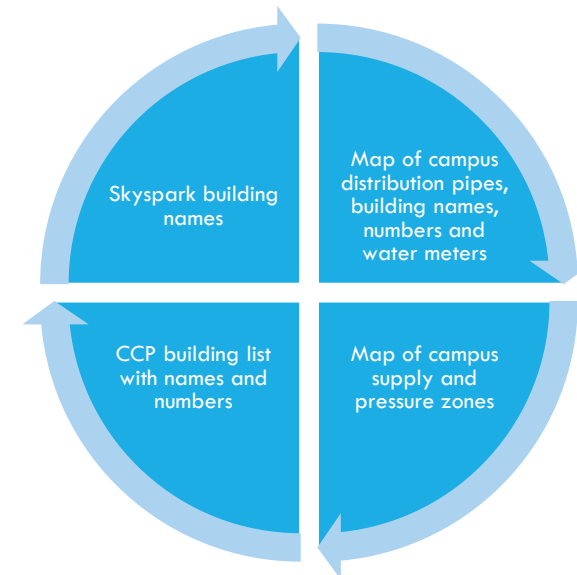 Skyspark building
names
Map of campus
distribution pipes,
building names,
numbers and
water meters
CCP building list
with names and
numbers
Map of campus
supply and
pressure zones